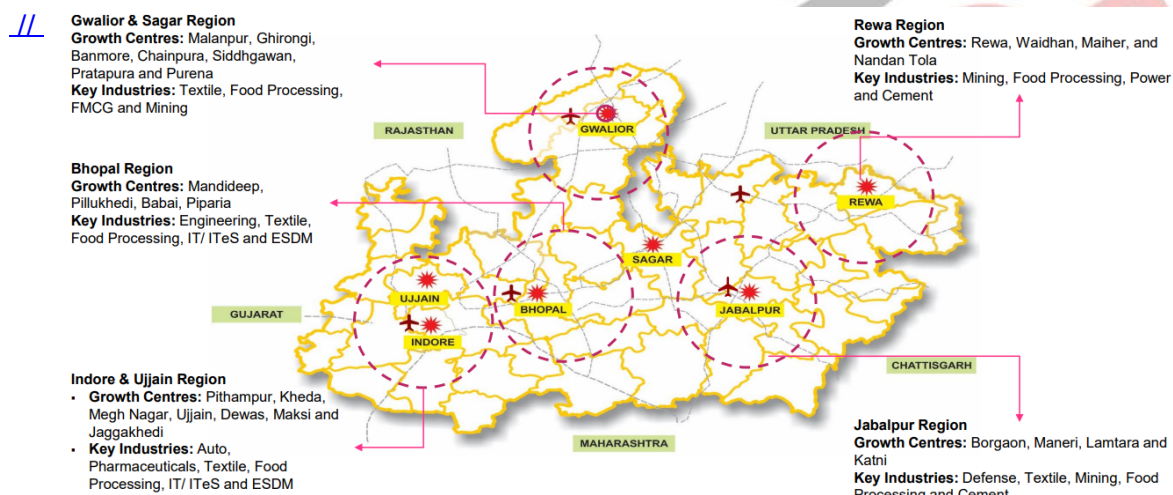 //
Gwalior & Sagar Region
Growth Centres: Malanpur, Ghirongi,
Banmore, Chainpura, Siddhgawan,
Pratapura and Purena
Key Industries: Textile, Food Processing,
FMCG and Mining
Rewa Region
Growth Centres: Rewa, Waidhan, Maiher, and
Nandan Tola
Key Industries: Mining, Food Processing, Power
and Cement
RAJASTHAN
GWALIOR
UTTAR PRADESH
Bhopal Region
Growth Centres: Mandideep,
Pillukhedi, Babai, Piparia
Key Industries: Engineering, Textile,
Food Processing, IT/ ITeS and ESDM
REWA
SAGAR
UJJAIN
BHOPAL
JABALPUR
GUJARAT
INDORE
CHATTISGARH
MAHARASHTRA
Indore & Ujjain Region
▪ Growth Centres: Pithampur, Kheda,
Megh Nagar, Ujjain, Dewas, Maksi and
Jaggakhedi
▪ Key Industries: Auto,
Pharmaceuticals, Textile, Food
Processing, IT/ ITeS and ESDM
Jabalpur Region
Growth Centres: Borgaon, Maneri, Lamtara and
Katni
Key Industries: Defense, Textile, Mining, Food
Processing and Cement